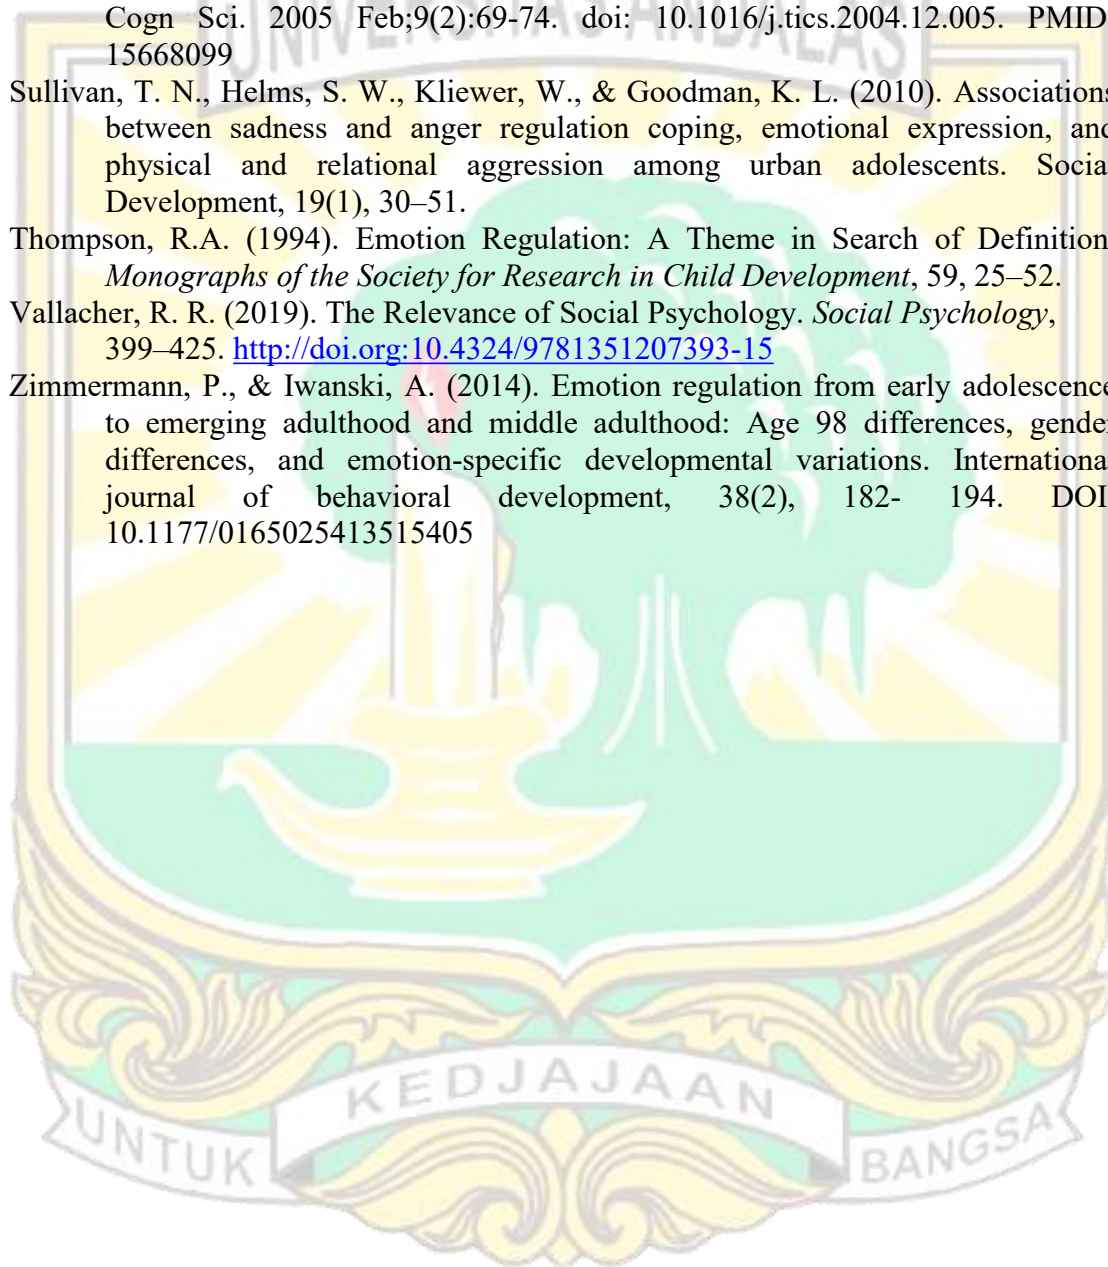 Cogn Sci. 2005 Feb;9(2):69-74. doi: 10.1016/j.tics.2004.12.005. PMID
15668099
Sullivan, T. N., Helms, S. W., Kliewer, W., & Goodman, K. L. (2010). Associations
between sadness and anger regulation coping, emotional expression, and
physical and relational aggression among urban adolescents. Social
Development, 19(1), 30–51.
Thompson, R.A. (1994). Emotion Regulation: A Theme in Search of Definition
Monographs of the Society for Research in Child Development, 59, 25–52.
Vallacher, R. R. (2019). The Relevance of Social Psychology. Social Psychology,
399–425. http://doi.org:10.4324/9781351207393-15
Zimmermann, P., & Iwanski, A. (2014). Emotion regulation from early adolescence
to emerging adulthood and middle adulthood: Age 98 differences, gender
differences, and emotion-specific developmental variations. International
journal of behavioral development, 38(2), 182- 194. DOI
10.1177/0165025413515405
UNIVERSITAS ANDALAS
UNTUK KEDJAJAAN BANGSA